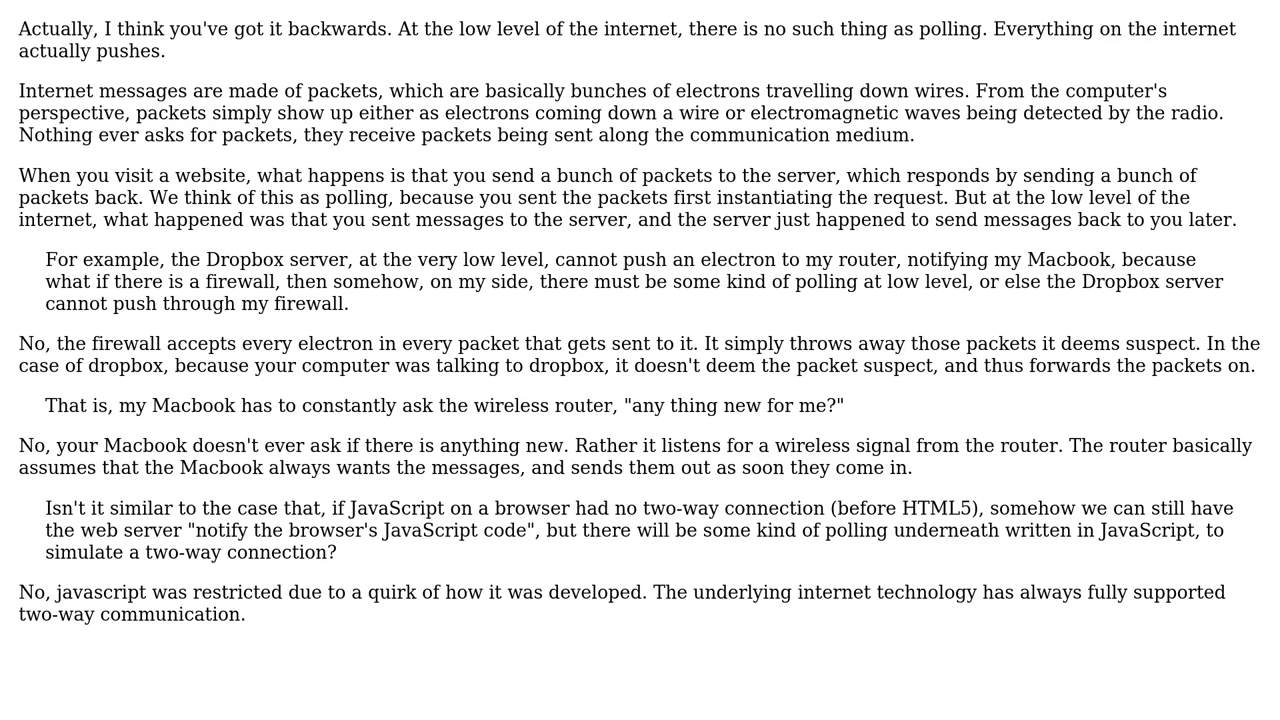 Actually, I think you've got it backwards. At the low level of the internet, there is no such thing as polling. Everything on the internet
actually pushes.
Internet messages are made of packets, which are basically bunches of electrons travelling down wires. From the computer's
perspective, packets simply show up either as electrons coming down a wire or electromagnetic waves being detected by the radio.
Nothing ever asks for packets, they receive packets being sent along the communication medium.
When you visit a website, what happens is that you send a bunch of packets to the server, which responds by sending a bunch of
packets back. We think of this as polling, because you sent the packets first instantiating the request. But at the low level of the
internet, what happened was that you sent messages to the server, and the server just happened to send messages back to you later.
For example, the Dropbox server, at the very low level, cannot push an electron to my router, notifying my Macbook, because
what if there is a firewall, then somehow, on my side, there must be some kind of polling at low level, or else the Dropbox server
cannot push through my firewall.
No, the firewall accepts every electron in every packet that gets sent to it. It simply throws away those packets it deems suspect. In the
case of dropbox, because your computer was talking to dropbox, it doesn't deem the packet suspect, and thus forwards the packets on.
That is, my Macbook has to constantly ask the wireless router, "any thing new for me?"
No, your Macbook doesn't ever ask if there is anything new. Rather it listens for a wireless signal from the router. The router basically
assumes that the Macbook always wants the messages, and sends them out as soon they come in.
Isn't it similar to the case that, if JavaScript on a browser had no two-way connection (before HTML5), somehow we can still have
the web server "notify the browser's JavaScript code", but there will be some kind of polling underneath written in JavaScript, to
simulate a two-way connection?
No, javascript was restricted due to a quirk of how it was developed. The underlying internet technology has always fully supported
two-way communication.